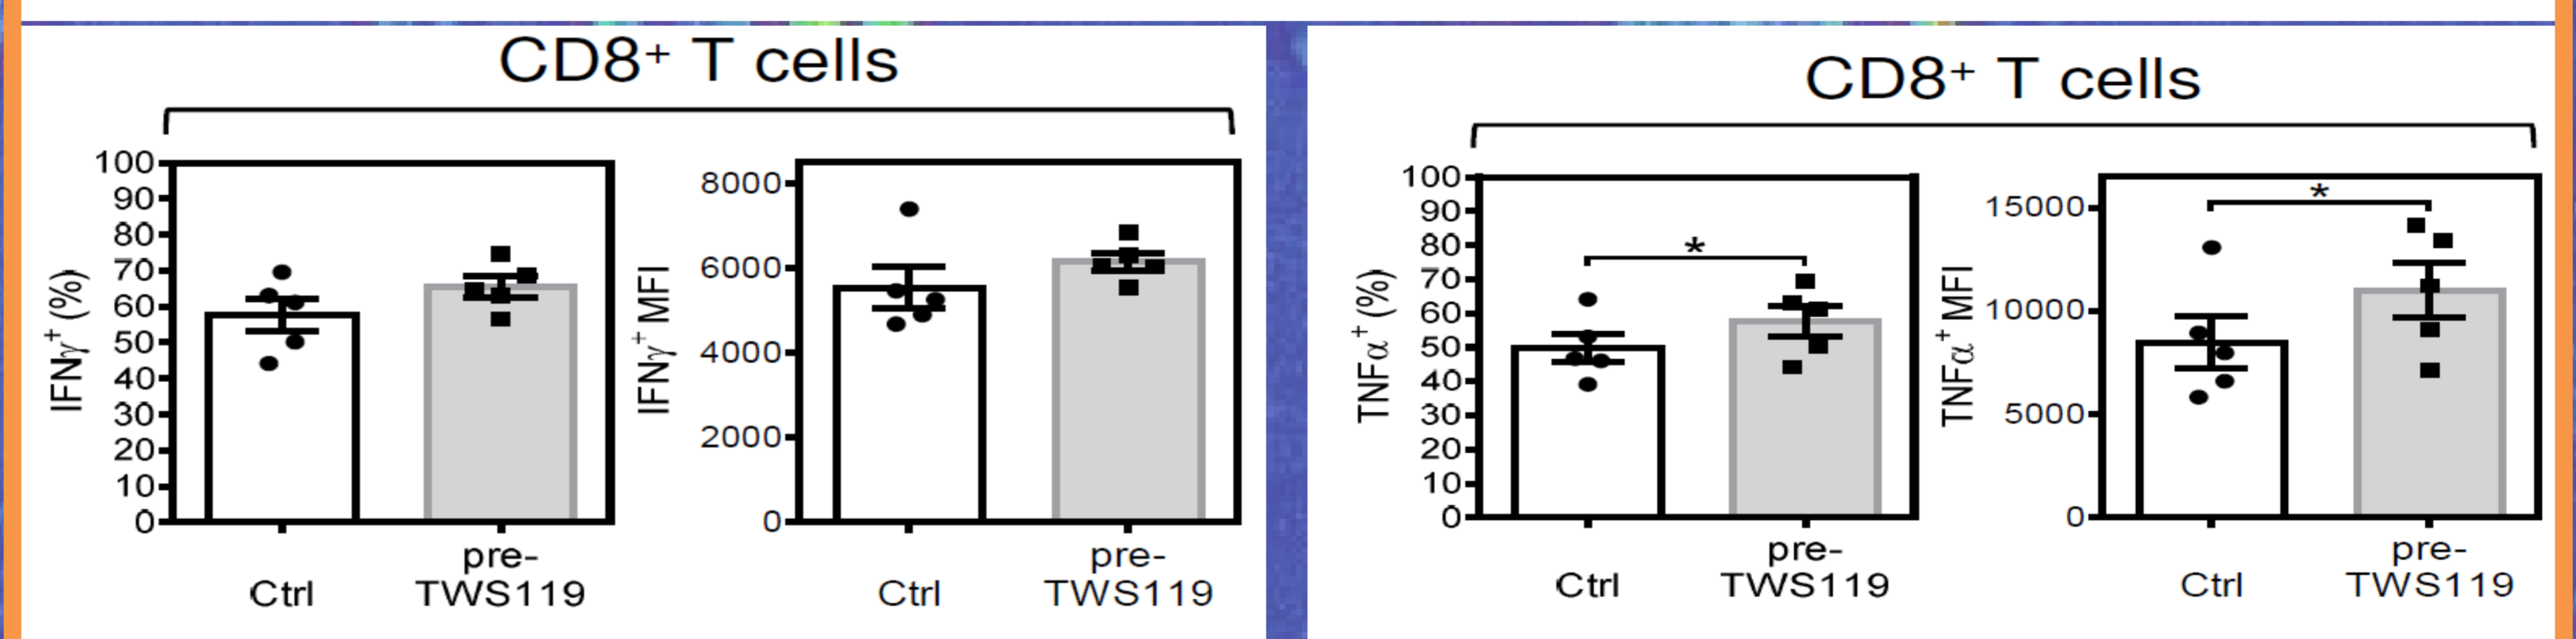 CD8⁺ T cells
IFNγ⁺ (%)
100
90
80
70
60
50
40
30
20
10
0
Ctrl
pre-
TWS119
IFNγ⁺ MFI
8000
6000
4000
2000
0
Ctrl
pre-
TWS119
CD8⁺ T cells
TNFα⁺ (%)
100
90
80
70
60
50
40
30
20
10
0
*
Ctrl
pre-
TWS119
TNFα⁺ MFI
15000
10000
5000
0
*
Ctrl
pre-
TWS119